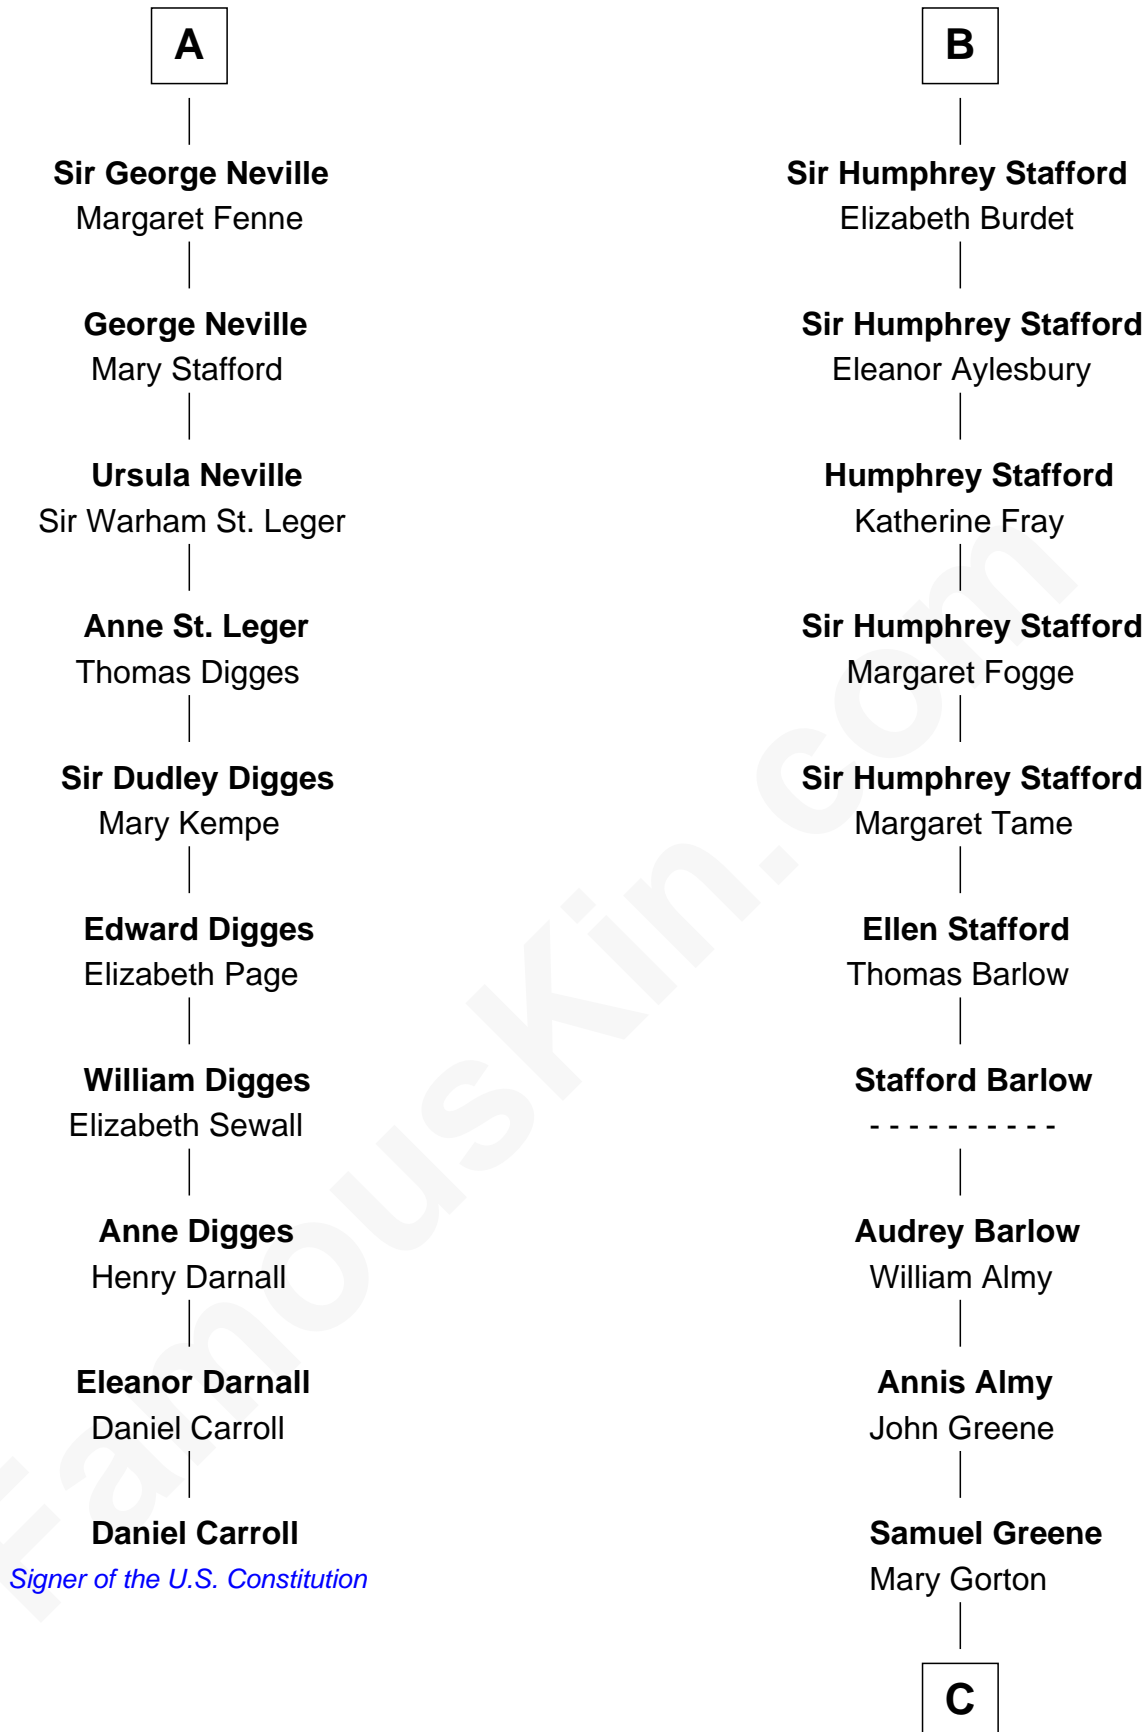 A
Sir George Neville
Margaret Fenne
George Neville
Mary Stafford
Ursula Neville
Sir Warham St. Leger
Anne St. Leger
Thomas Digges
Sir Dudley Digges
Mary Kempe
Edward Digges
Elizabeth Page
William Digges
Elizabeth Sewall
Anne Digges
Henry Darnall
Eleanor Darnall
Daniel Carroll
Daniel Carroll
Signer of the U.S. Constitution
B
Sir Humphrey Stafford
Elizabeth Burdet
Sir Humphrey Stafford
Eleanor Aylesbury
Humphrey Stafford
Katherine Fray
Sir Humphrey Stafford
Margaret Fogge
Sir Humphrey Stafford
Margaret Tame
Ellen Stafford
Thomas Barlow
Stafford Barlow
- - - - - - - - - -
Audrey Barlow
William Almy
Annis Almy
John Greene
Samuel Greene
Mary Gorton
C
FamousKin.com